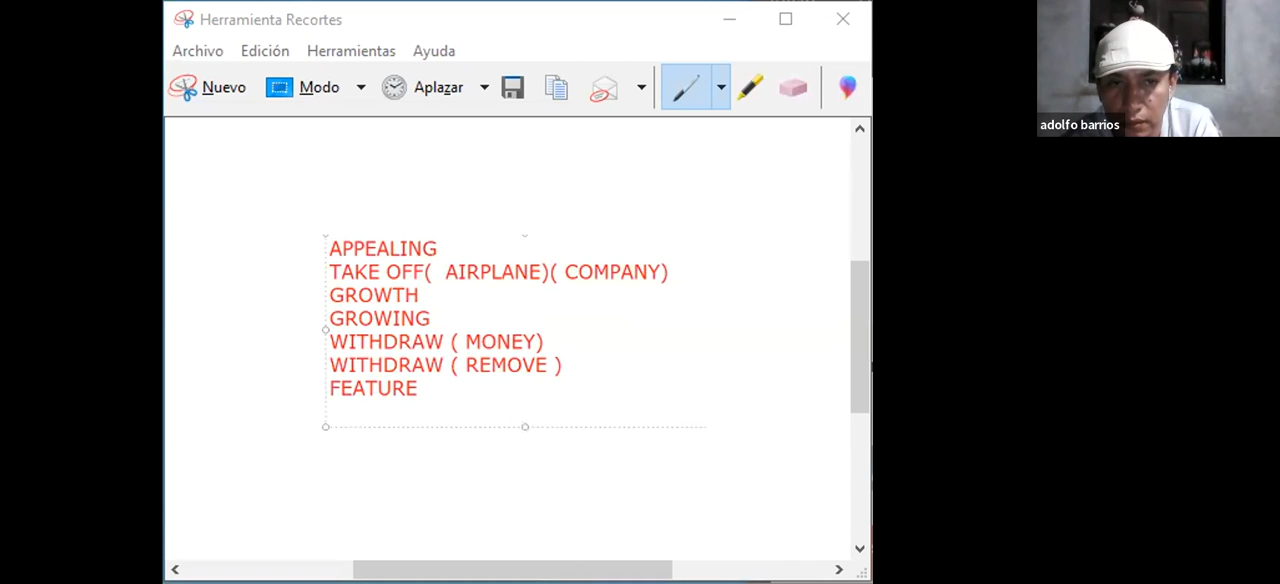 Herramienta Recortes
Archivo Edición Herramientas Ayuda
Nuevo Modo Aplazar
adolfo barrios
APPEALING
TAKE OFF(  AIRPLANE)( COMPANY)
GROWTH
GROWING
WITHDRAW ( MONEY)
WITHDRAW ( REMOVE )
FEATURE